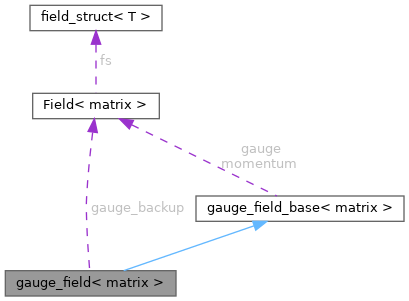 field_struct< T >
fs
Field< matrix >
gauge
momentum
gauge_backup
gauge_field_base< matrix >
gauge_field< matrix >